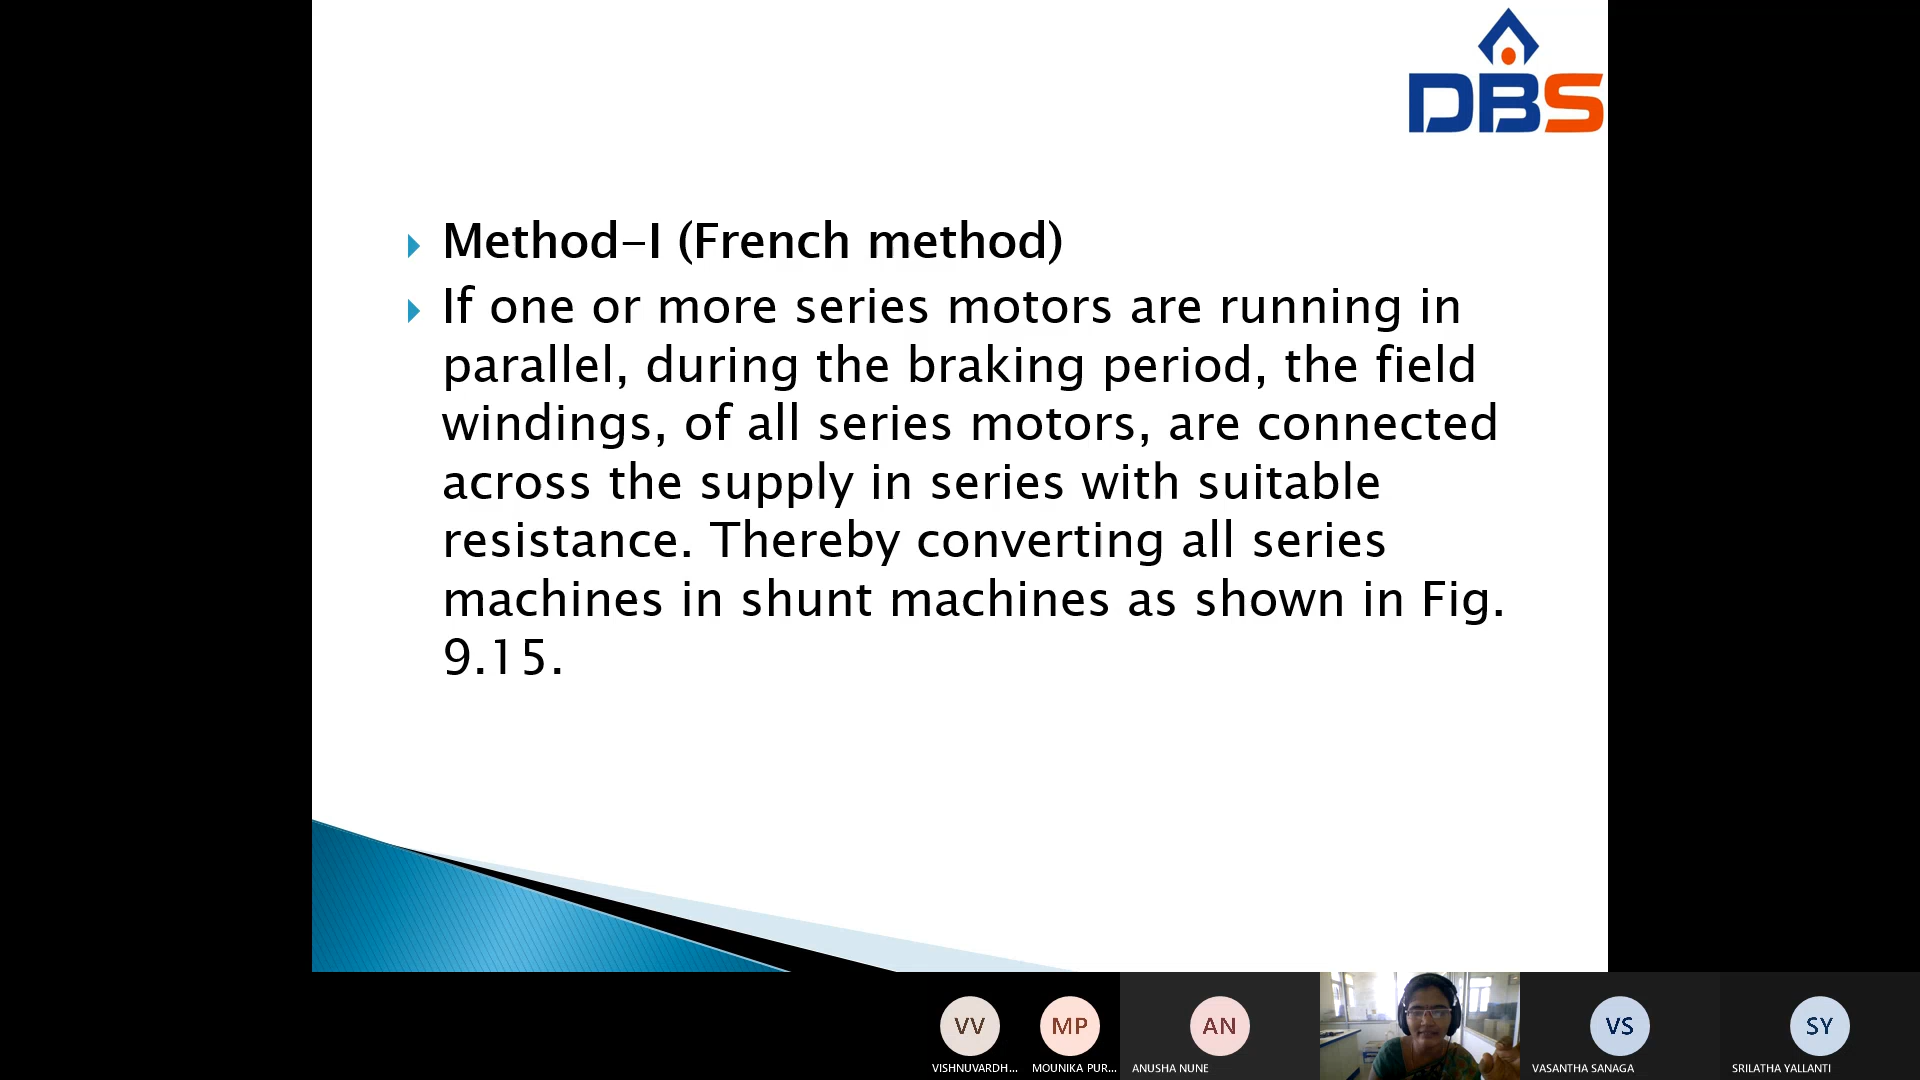 DBS
Method-I (French method)
If one or more series motors are running in
parallel, during the braking period, the field
windings, of all series motors, are connected
across the supply in series with suitable
resistance. Thereby converting all series
machines in shunt machines as shown in Fig.
9.15.
VV
MP
AN
VS
SY
VISHNUVARDH...
MOUNIKA PUR...
ANUSHA NUNE
VASANTHA SANAGA
SRILATHA YALLANTI